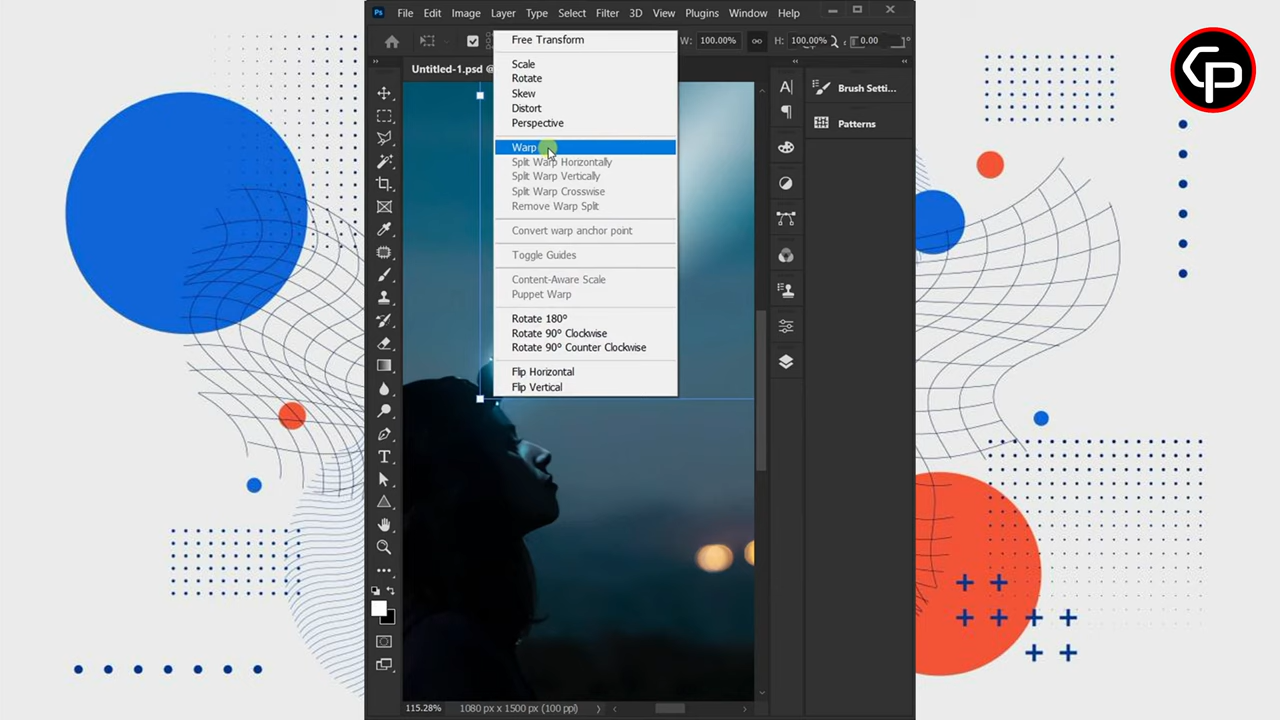 Ps File Edit Image Layer Type Select Filter 3D View Plugins Window Help
W: 100.00% H: 100.00% 0.00
Untitled-1.psd @
Free Transform
Scale
Rotate
Skew
Distort
Perspective
Warp
Split Warp Horizontally
Split Warp Vertically
Split Warp Crosswise
Remove Warp Split
Convert warp anchor point
Toggle Guides
Content-Aware Scale
Puppet Warp
Rotate 180°
Rotate 90° Clockwise
Rotate 90° Counter Clockwise
Flip Horizontal
Flip Vertical
Brush Setti...
Patterns
115.28% 1080 px x 1500 px (100 ppi)